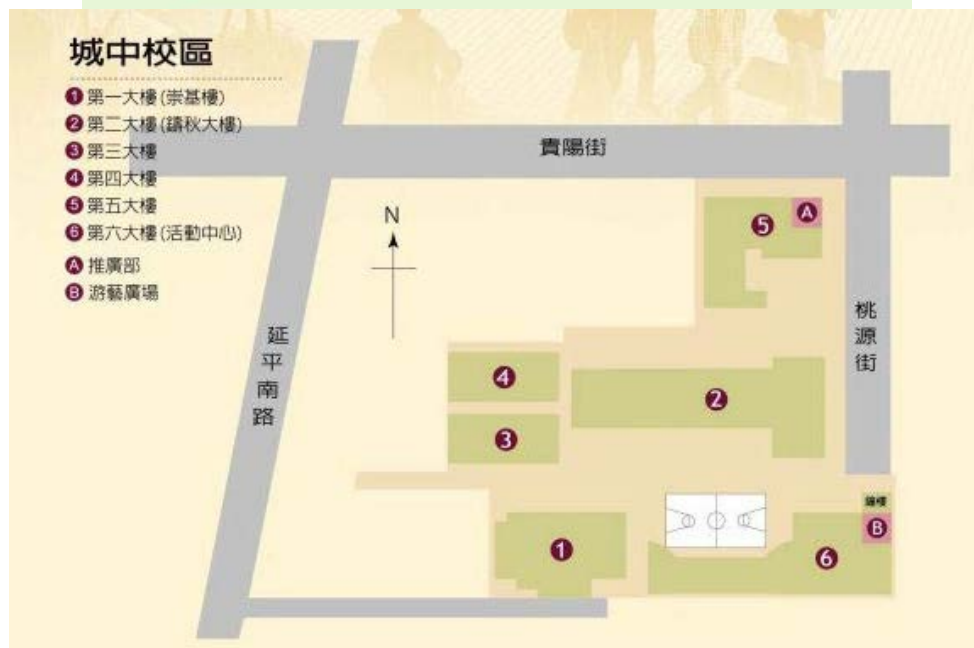 城中校區
1 第一大樓(崇基樓)
2 第二大樓(鑄秋大樓)
3 第三大樓
4 第四大樓
5 第五大樓
6 第六大樓(活動中心)
A 推廣部
B 游藝廣場
貴陽街
N
5
A
延平南路
桃源街
4
2
3
鐘樓
B
1
6